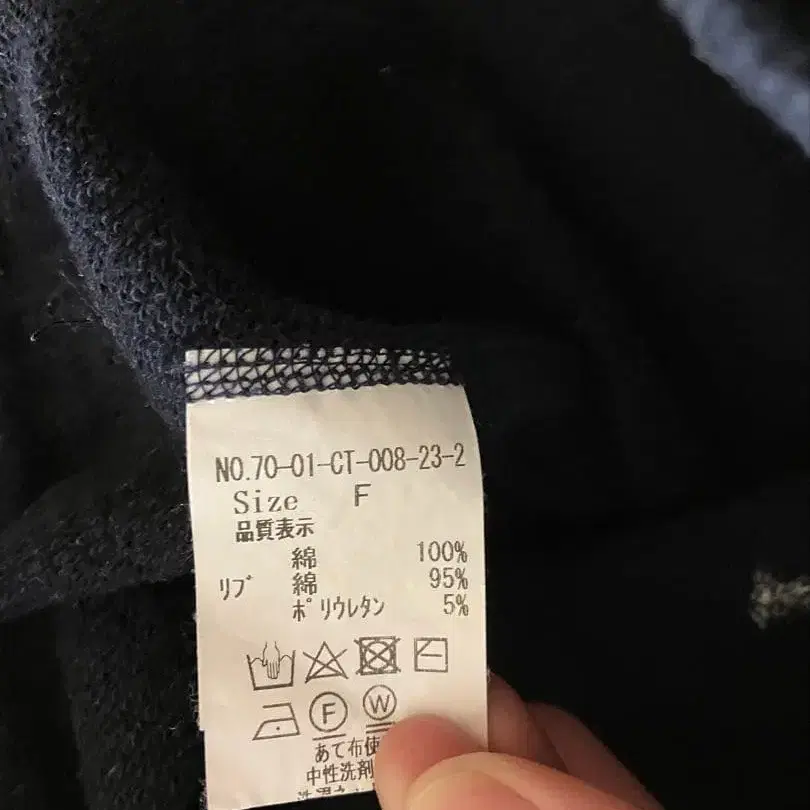 NO.70-01-CT-008-23-2
Size F
品質表示
綿 100%
リブ 綿 95%
ポリウレタン 5%
F W
あて布使
中性洗剤